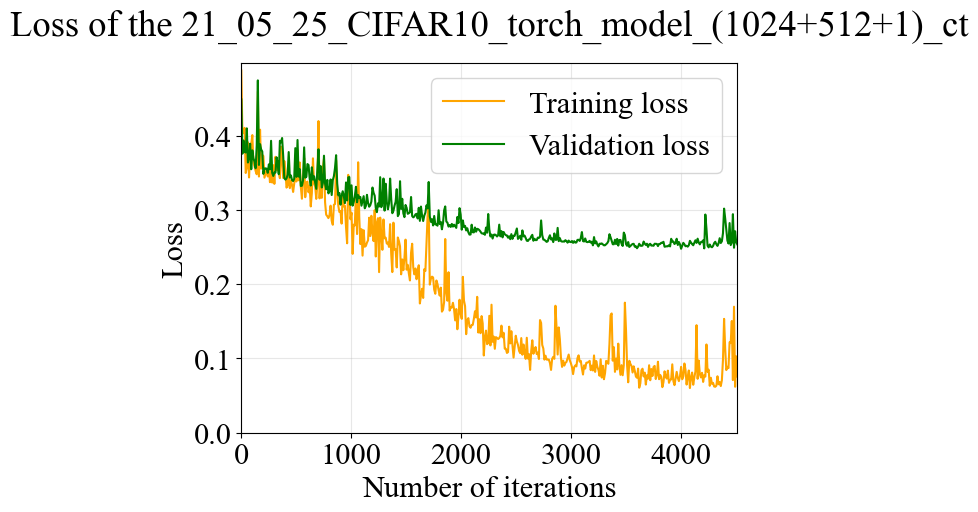 Loss of the 21_05_25_CIFAR10_torch_model_(1024+512+1)_ct
Training loss
Validation loss
0.4
0.3
0.2
0.1
0.0
Loss
0
1000
2000
3000
4000
Number of iterations